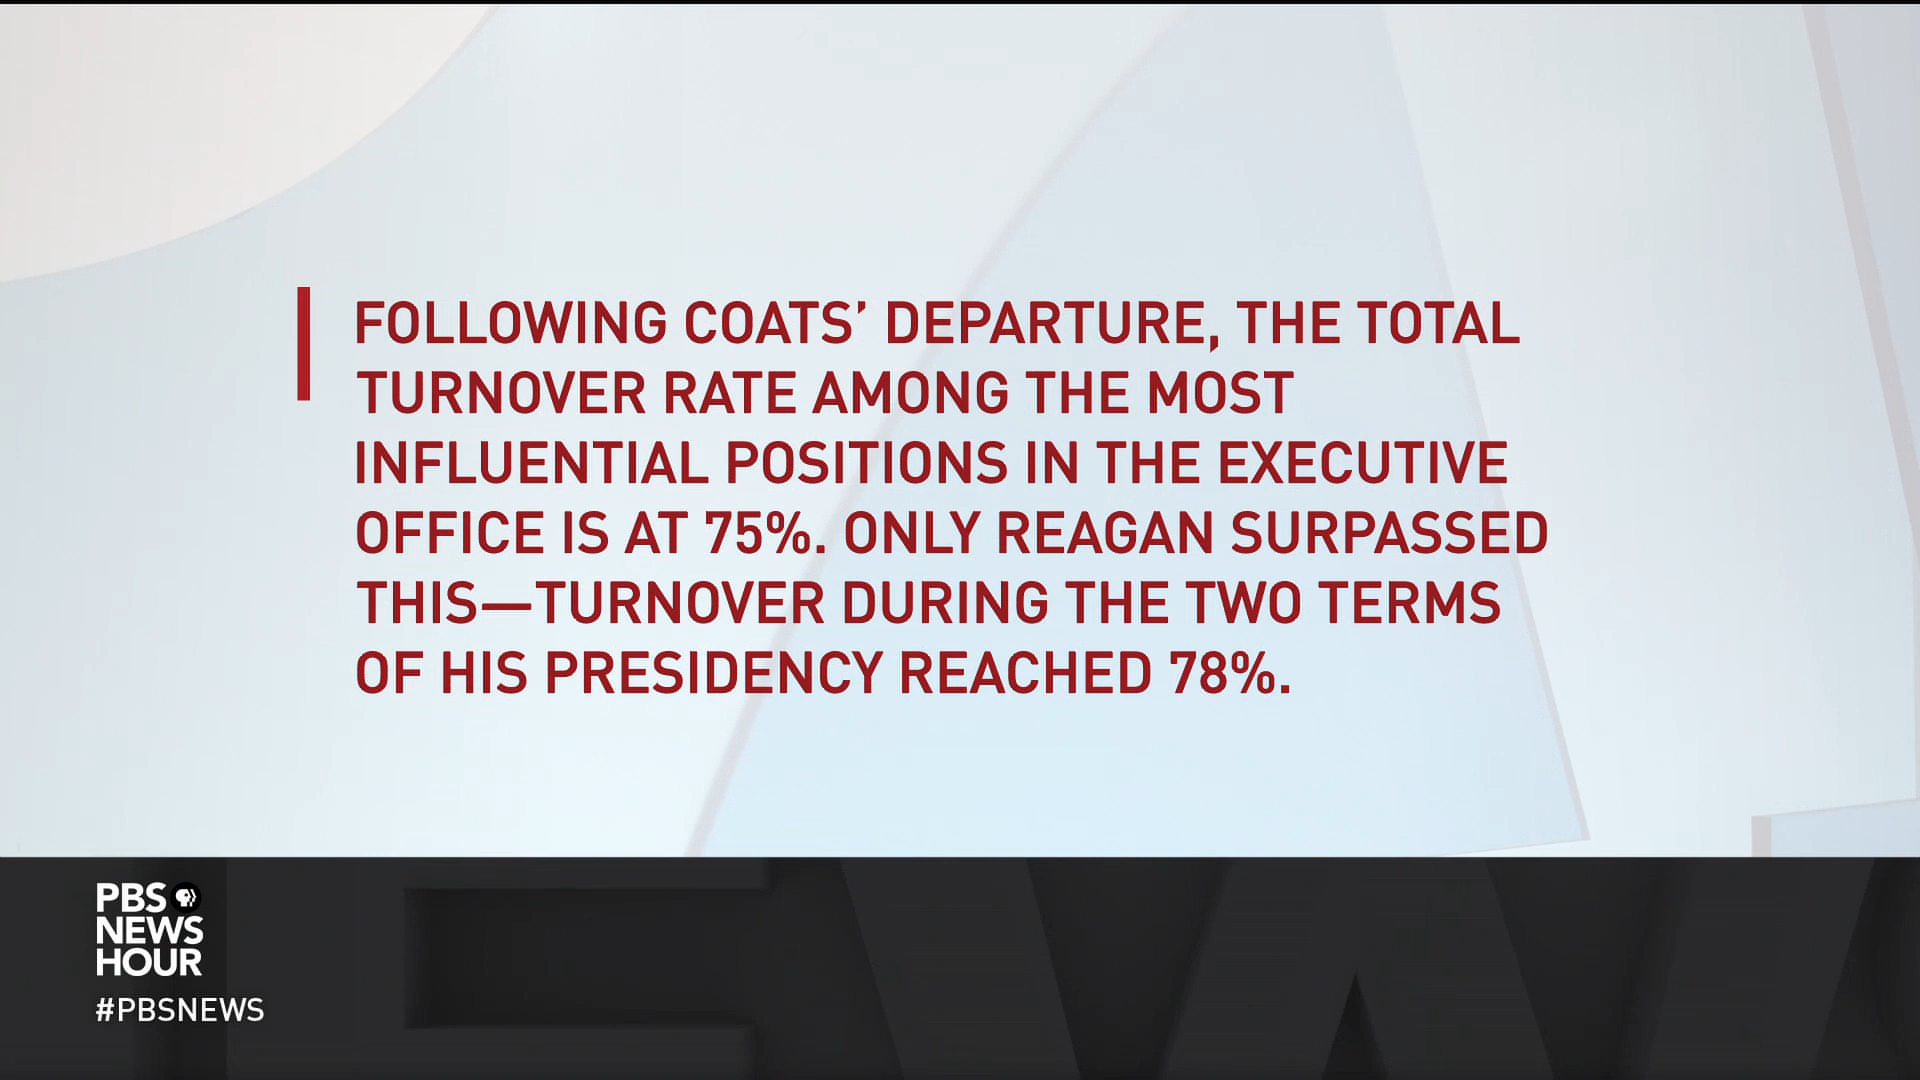 FOLLOWING COATS’ DEPARTURE, THE TOTAL
TURNOVER RATE AMONG THE MOST
INFLUENTIAL POSITIONS IN THE EXECUTIVE
OFFICE IS AT 75%. ONLY REAGAN SURPASSED
THIS—TURNOVER DURING THE TWO TERMS
OF HIS PRESIDENCY REACHED 78%.
PBS
NEWS
HOUR
#PBSNEWS